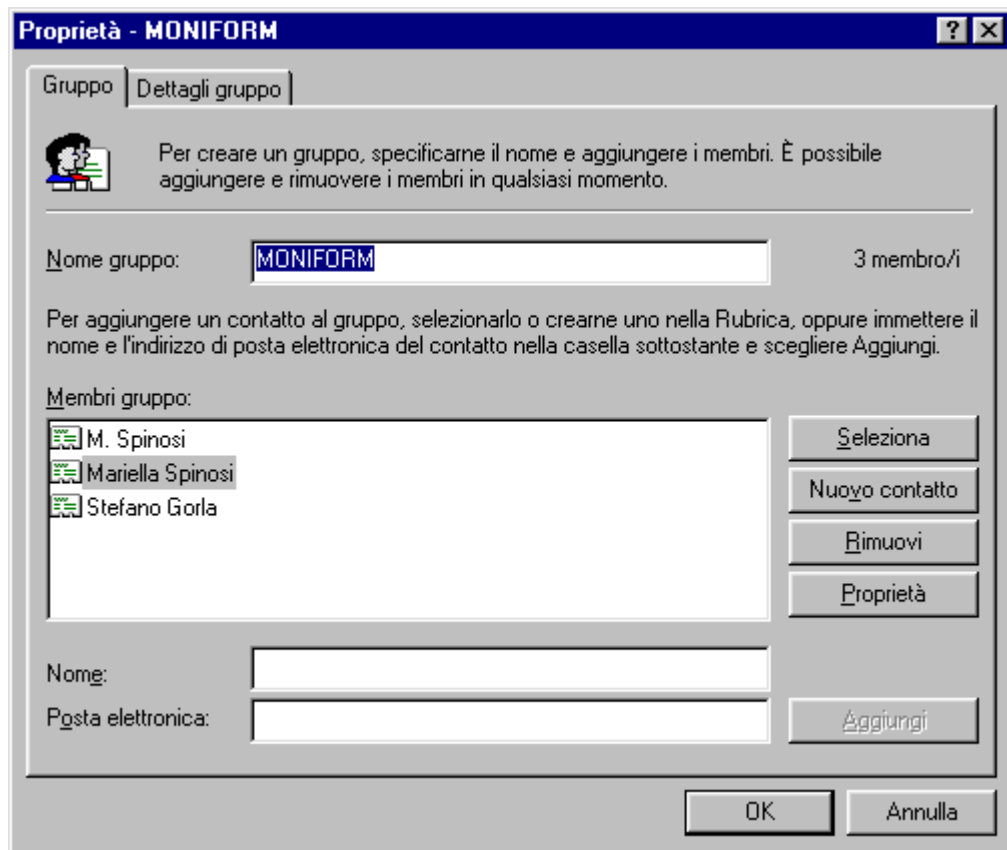 Proprietà - MONIFORM
Gruppo
Dettagli gruppo
Per creare un gruppo, specificarne il nome e aggiungere i membri. È possibile
aggiungere e rimuovere i membri in qualsiasi momento.
Nome gruppo:
MONIFORM
3 membro/i
Per aggiungere un contatto al gruppo, selezionarlo o crearne uno nella Rubrica, oppure immettere il
nome e l'indirizzo di posta elettronica del contatto nella casella sottostante e scegliere Aggiungi.
Membri gruppo:
M. Spinosi
Mariella Spinosi
Stefano Gorla
Seleziona
Nuovo contatto
Rimuovi
Proprietà
Nome:
Posta elettronica:
Aggiungi
OK
Annulla